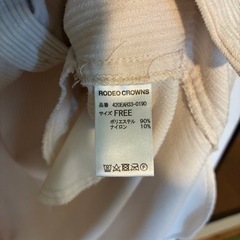 RODEO CROWNS
品番 420EAH33-0190
サイズ FREE
ポリエステル 90%
ナイロン 10%